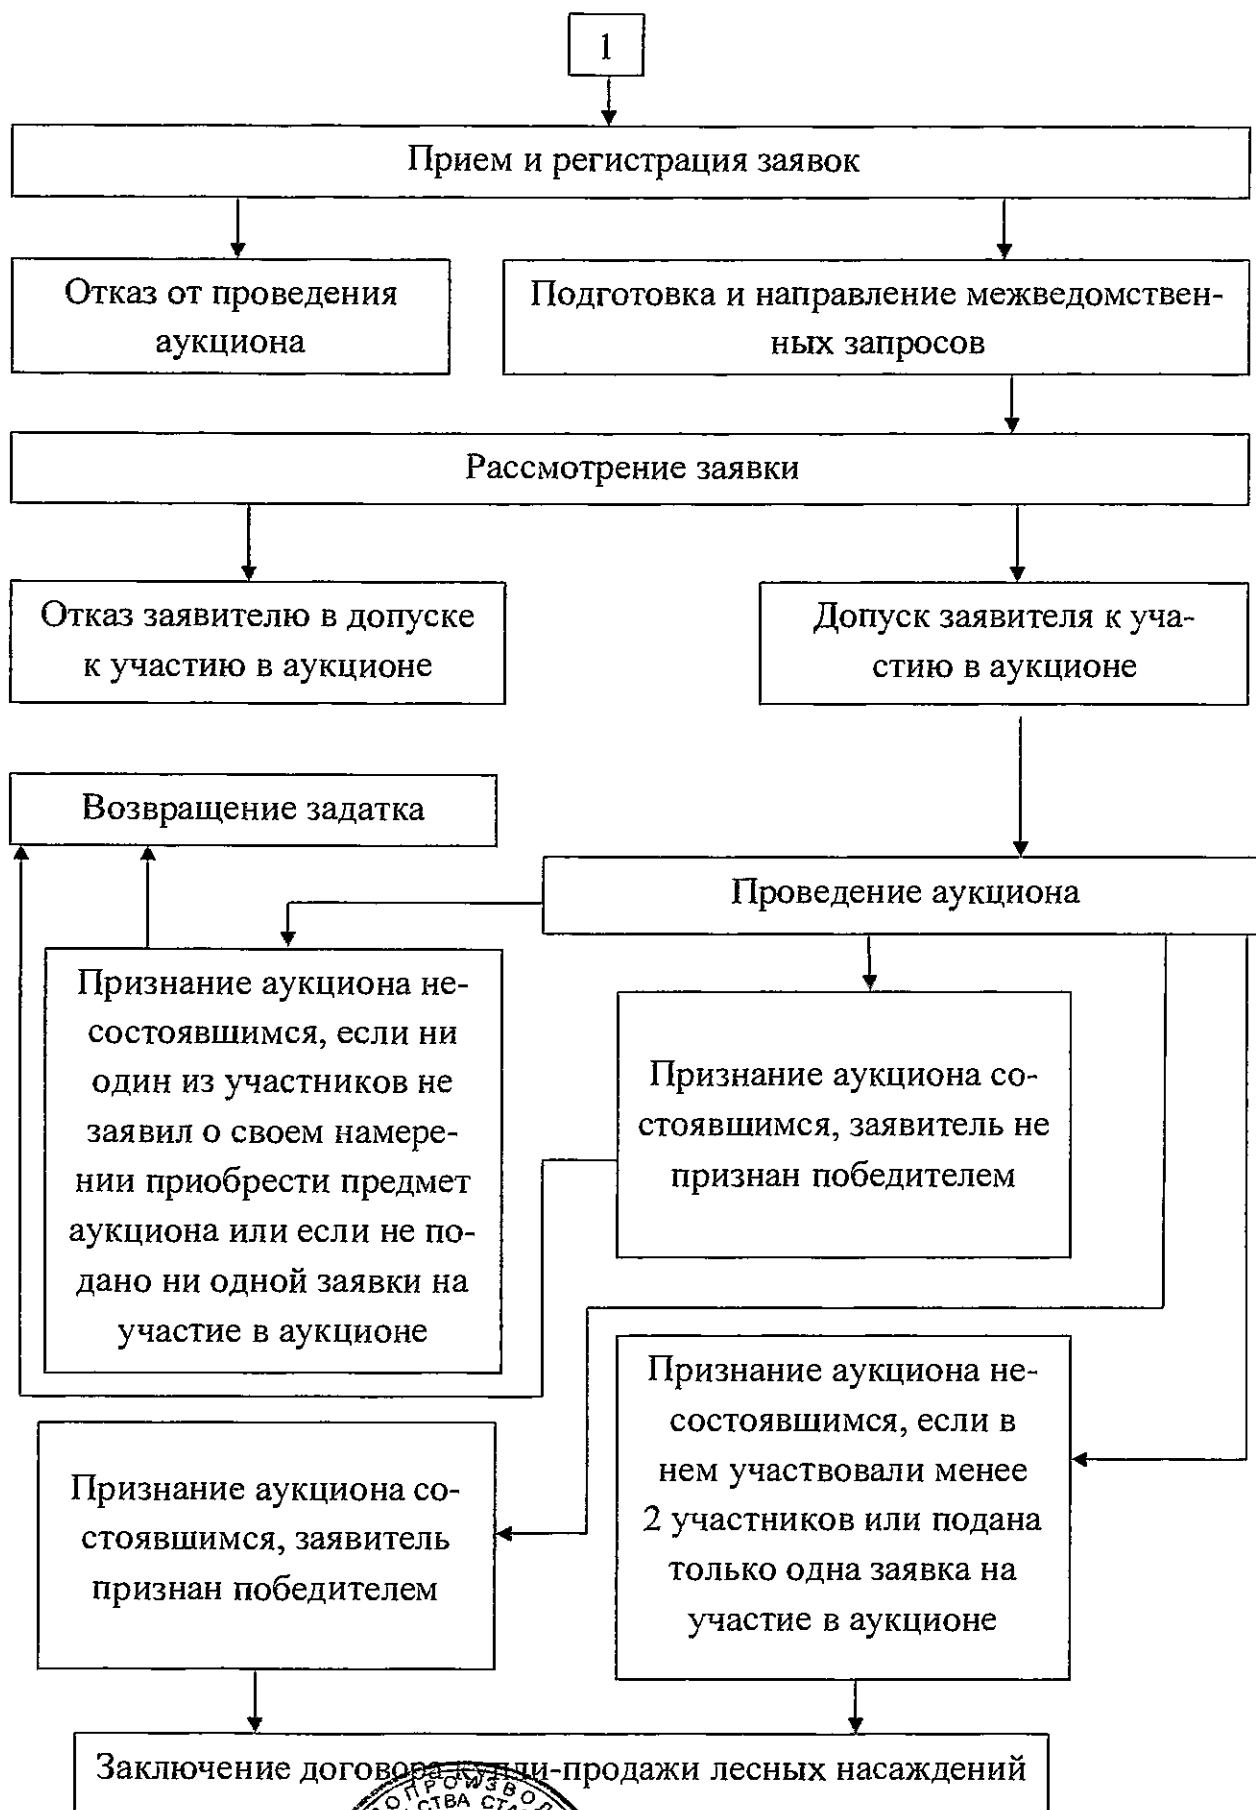 1
Прием и регистрация заявок
Отказ от проведения
аукциона
Подготовка и направление межведомствен-
ных запросов
Рассмотрение заявки
Отказ заявителю в допуске
к участию в аукционе
Допуск заявителя к уча-
стию в аукционе
Возвращение задатка
Проведение аукциона
Признание аукциона не-
состоявшимся, если ни
один из участников не
заявил о своем намере-
нии приобрести предмет
аукциона или если не по-
дано ни одной заявки на
участие в аукционе
Признание аукциона со-
стоявшимся, заявитель не
признан победителем
Признание аукциона не-
состоявшимся, если в
нем участвовали менее
2 участников или подана
только одна заявка на
участие в аукционе
Признание аукциона со-
стоявшимся, заявитель
признан победителем
Заключение договора купли-продажи лесных насаждений